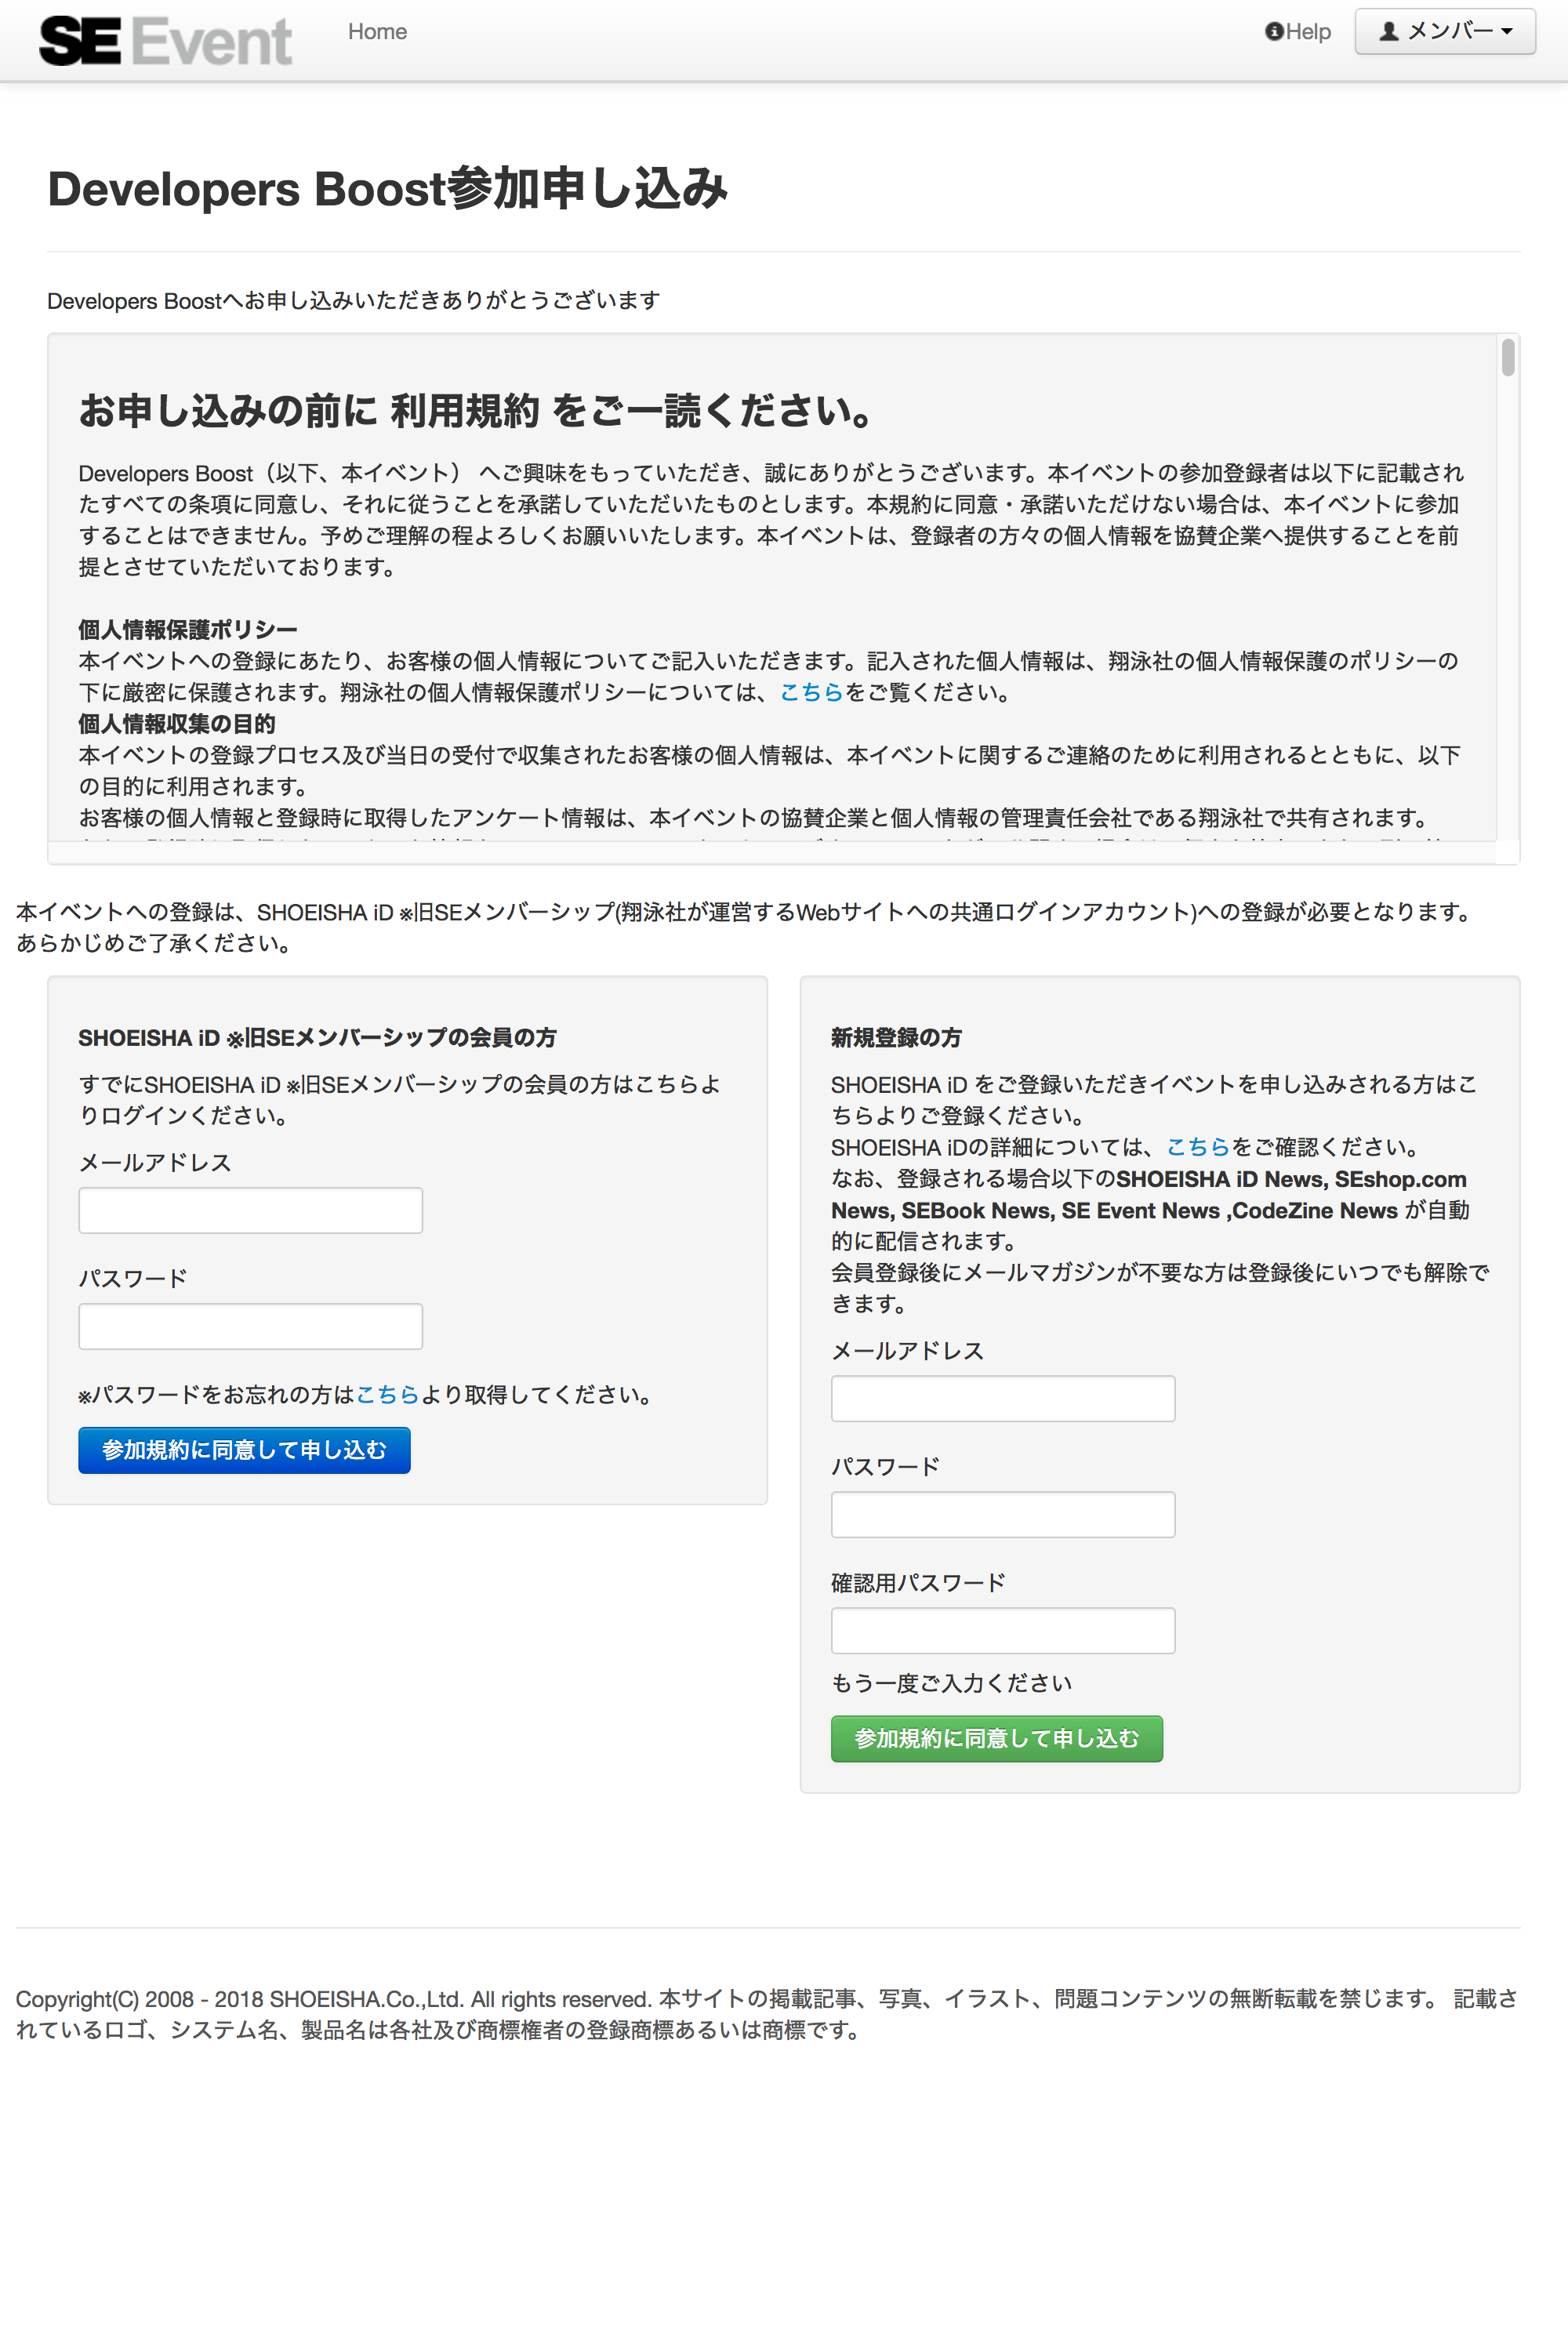 SE Event
Home
Help
メンバー
Developers Boost参加申し込み
Developers Boostへお申し込みいただきありがとうございます
お申し込みの前に 利用規約 をご一読ください。
Developers Boost（以下、本イベント） へご興味をもっていただき、誠にありがとうございます。本イベントの参加登録者は以下に記載され
たすべての条項に同意し、それに従うことを承諾していただいたものとします。本規約に同意・承諾いただけない場合は、本イベントに参加
することはできません。予めご理解の程よろしくお願いいたします。本イベントは、登録者の方々の個人情報を協賛企業へ提供することを前
提とさせていただいております。
個人情報保護ポリシー
本イベントへの登録にあたり、お客様の個人情報についてご記入いただきます。記入された個人情報は、翔泳社の個人情報保護のポリシーの
下に厳密に保護されます。翔泳社の個人情報保護ポリシーについては、こちらをご覧ください。
個人情報収集の目的
本イベントの登録プロセス及び当日の受付で収集されたお客様の個人情報は、本イベントに関するご連絡のために利用されるとともに、以下
の目的に利用されます。
お客様の個人情報と登録時に取得したアンケート情報は、本イベントの協賛企業と個人情報の管理責任会社である翔泳社で共有されます。
本イベントへの登録は、SHOEISHA iD ※旧SEメンバーシップ(翔泳社が運営するWebサイトへの共通ログインアカウント)への登録が必要となります。
あらかじめご了承ください。
SHOEISHA iD ※旧SEメンバーシップの会員の方
すでにSHOEISHA iD ※旧SEメンバーシップの会員の方はこちらよ
りログインください。
メールアドレス
パスワード
※パスワードをお忘れの方はこちらより取得してください。
参加規約に同意して申し込む
新規登録の方
SHOEISHA iD をご登録いただきイベントを申し込みされる方はこ
ちらよりご登録ください。
SHOEISHA iDの詳細については、こちらをご確認ください。
なお、登録される場合以下のSHOEISHA iD News, SEshop.com
News, SEBook News, SE Event News ,CodeZine News が自動
的に配信されます。
会員登録後にメールマガジンが不要な方は登録後にいつでも解除で
きます。
メールアドレス
パスワード
確認用パスワード
もう一度ご入力ください
参加規約に同意して申し込む
Copyright(C) 2008 - 2018 SHOEISHA.Co.,Ltd. All rights reserved. 本サイトの掲載記事、写真、イラスト、問題コンテンツの無断転載を禁じます。 記載さ
れているロゴ、システム名、製品名は各社及び商標権者の登録商標あるいは商標です。